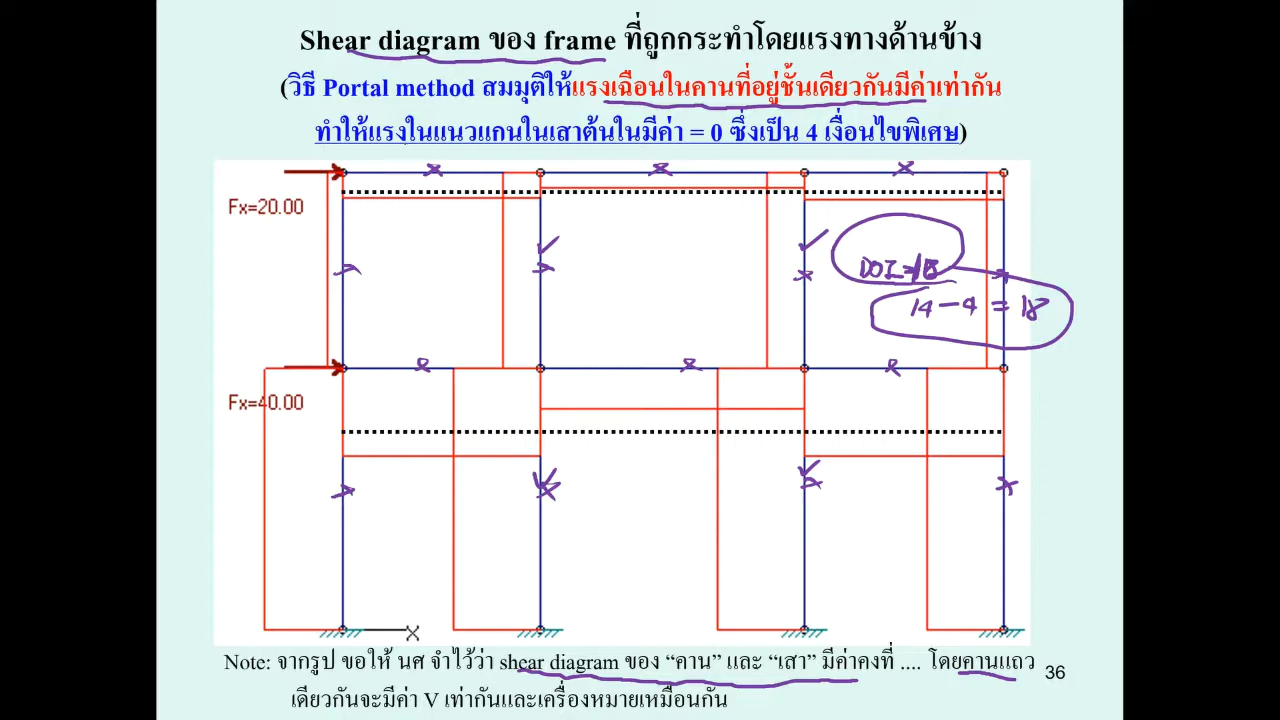 Shear diagram ของ frame ที่ถูกกระทำโดยแรงทางด้านข้าง
(วิธี Portal method สมมุติให้แรงเฉือนในคานที่อยู่ชั้นเดียวกันมีค่าเท่ากัน
ทำให้แรงในแนวแกนในเสาต้นในมีค่า = 0 ซึ่งเป็น 4 เงื่อนไขพิเศษ)
Fx=20.00
DOI=18
14-4 = 18
Fx=40.00
X
Note: จากรูป ขอให้ นศ จำไว้ว่า shear diagram ของ “คาน” และ “เสา” มีค่าคงที่ .... โดยคานแถว
เดียวกันจะมีค่า V เท่ากันและเครื่องหมายเหมือนกัน
36